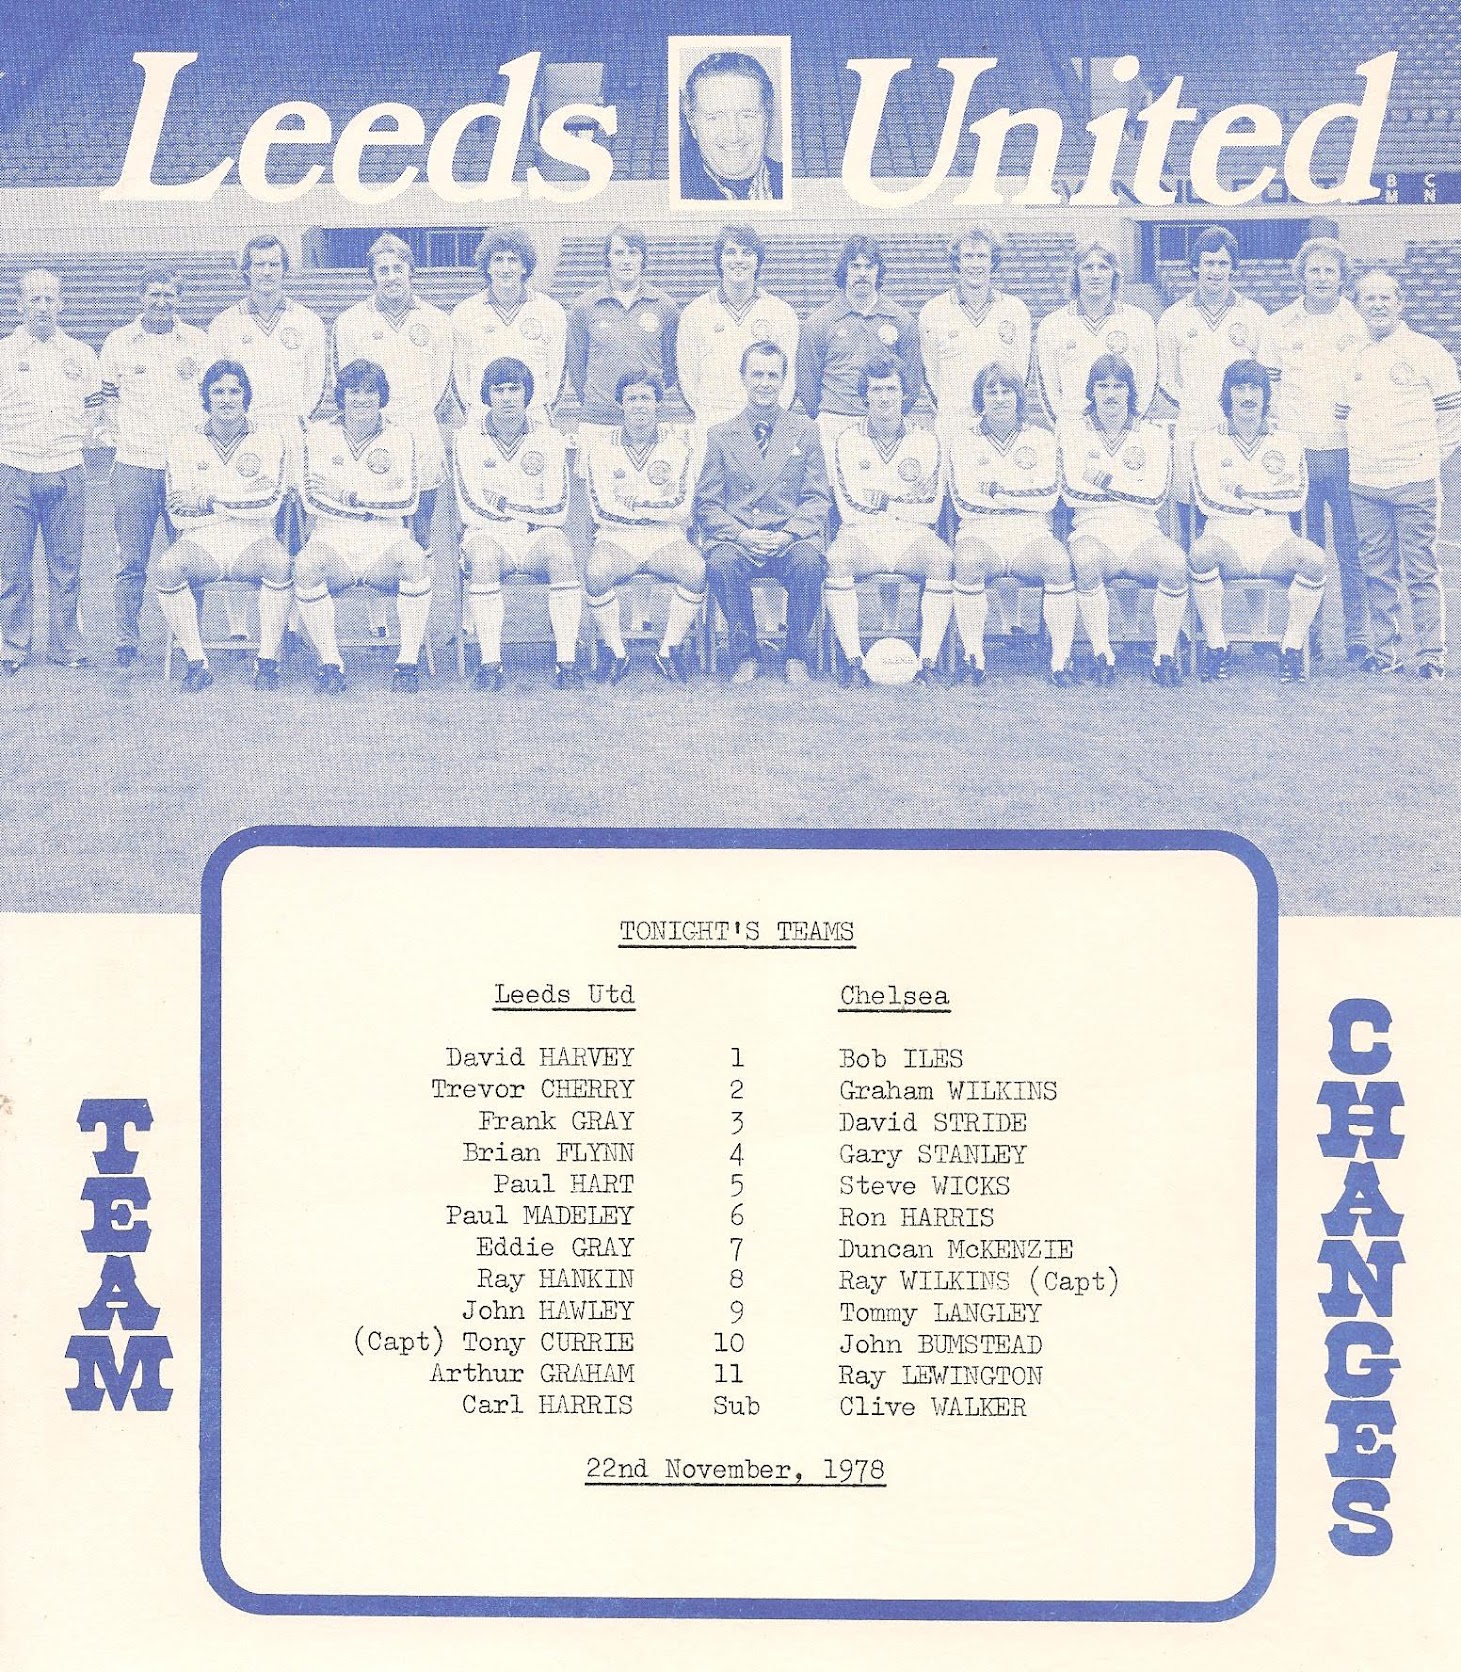 Leeds United
BM CN
TONIGHT'S TEAMS
Leeds Utd Chelsea
David HARVEY 1 Bob ILES
Trevor CHERRY 2 Graham WILKINS
Frank GRAY 3 David STRIDE
Brian FLYNN 4 Gary STANLEY
Paul HART 5 Steve WICKS
Paul MADELEY 6 Ron HARRIS
Eddie GRAY 7 Duncan McKENZIE
Ray HANKIN 8 Ray WILKINS (Capt)
John HAWLEY 9 Tommy LANGLEY
(Capt) Tony CURRIE 10 John BUMSTEAD
Arthur GRAHAM 11 Ray LEWINGTON
Carl HARRIS Sub Clive WALKER
22nd November, 1978
TEAM
CHANGES